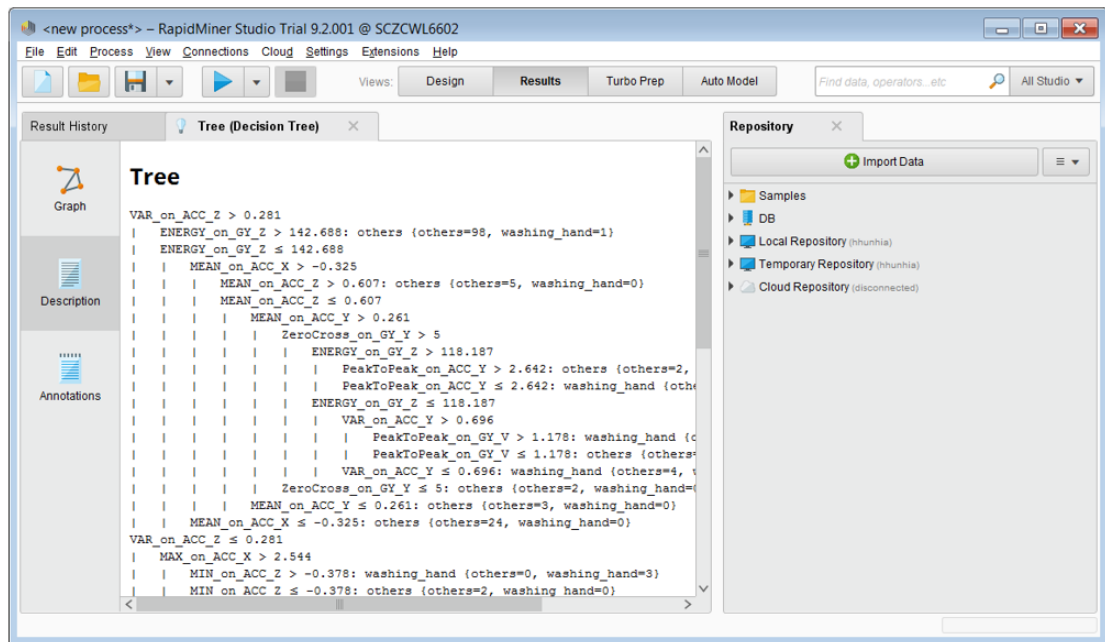 <new process*> – RapidMiner Studio Trial 9.2.001 @ SCZCWL6602
File Edit Process View Connections Cloud Settings Extensions Help
Views: Design Results Turbo Prep Auto Model Find data, operators...etc All Studio
Result History Tree (Decision Tree)
Graph
Description
Annotations
Tree
VAR_on_ACC_Z > 0.281
| ENERGY_on_GY_Z > 142.688: others {others=98, washing_hand=1}
| ENERGY_on_GY_Z ≤ 142.688
| | MEAN_on_ACC_X > -0.325
| | | MEAN_on_ACC_Z > 0.607: others {others=5, washing_hand=0}
| | | MEAN_on_ACC_Z ≤ 0.607
| | | | MEAN_on_ACC_Y > 0.261
| | | | | ZeroCross_on_GY_Y > 5
| | | | | | ENERGY_on_GY_Z > 118.187
| | | | | | | PeakToPeak_on_ACC_Y > 2.642: others {others=2,
| | | | | | | PeakToPeak_on_ACC_Y ≤ 2.642: washing_hand {othe
| | | | | | ENERGY_on_GY_Z ≤ 118.187
| | | | | | | VAR_on_ACC_Y > 0.696
| | | | | | | | PeakToPeak_on_GY_V > 1.178: washing_hand {o
| | | | | | | | PeakToPeak_on_GY_V ≤ 1.178: others {others=
| | | | | | | VAR_on_ACC_Y ≤ 0.696: washing_hand {others=4, w
| | | | | ZeroCross_on_GY_Y ≤ 5: others {others=2, washing_hand=0
| | | | MEAN_on_ACC_Y ≤ 0.261: others {others=3, washing_hand=0}
| | MEAN_on_ACC_X ≤ -0.325: others {others=24, washing_hand=0}
VAR_on_ACC_Z ≤ 0.281
| MAX_on_ACC_X > 2.544
| | MIN_on_ACC_Z > -0.378: washing_hand {others=0, washing_hand=3}
| | MIN_on_ACC_Z ≤ -0.378: others {others=2, washing_hand=0}
Repository
Import Data
Samples
DB
Local Repository (hhunhia)
Temporary Repository (hhunhia)
Cloud Repository (disconnected)